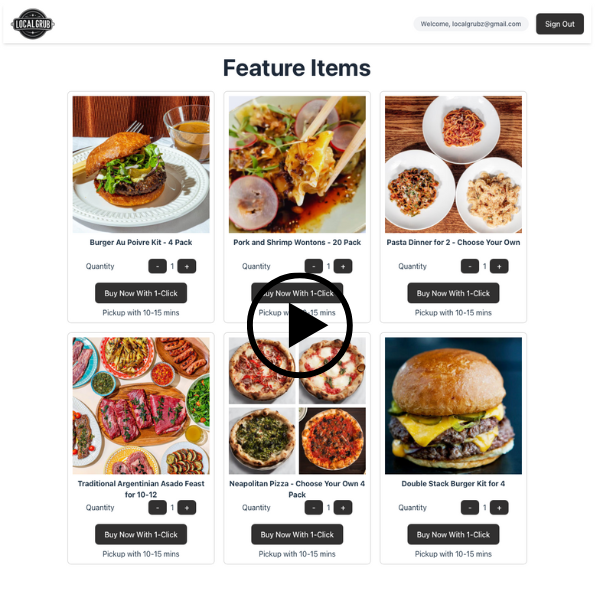 LOCAL GRUB
Welcome, localgrubz@gmail.com
Sign Out
Feature Items
Burger Au Poivre Kit - 4 Pack
Quantity - 1 +
Buy Now With 1-Click
Pickup with 10-15 mins
Pork and Shrimp Wontons - 20 Pack
Quantity - 1 +
Buy Now With 1-Click
Pickup with 10-15 mins
Pasta Dinner for 2 - Choose Your Own
Quantity - 1 +
Buy Now With 1-Click
Pickup with 10-15 mins
Traditional Argentinian Asado Feast
for 10-12
Quantity - 1 +
Buy Now With 1-Click
Pickup with 10-15 mins
Neapolitan Pizza - Choose Your Own 4
Pack
Quantity - 1 +
Buy Now With 1-Click
Pickup with 10-15 mins
Double Stack Burger Kit for 4
Quantity - 1 +
Buy Now With 1-Click
Pickup with 10-15 mins